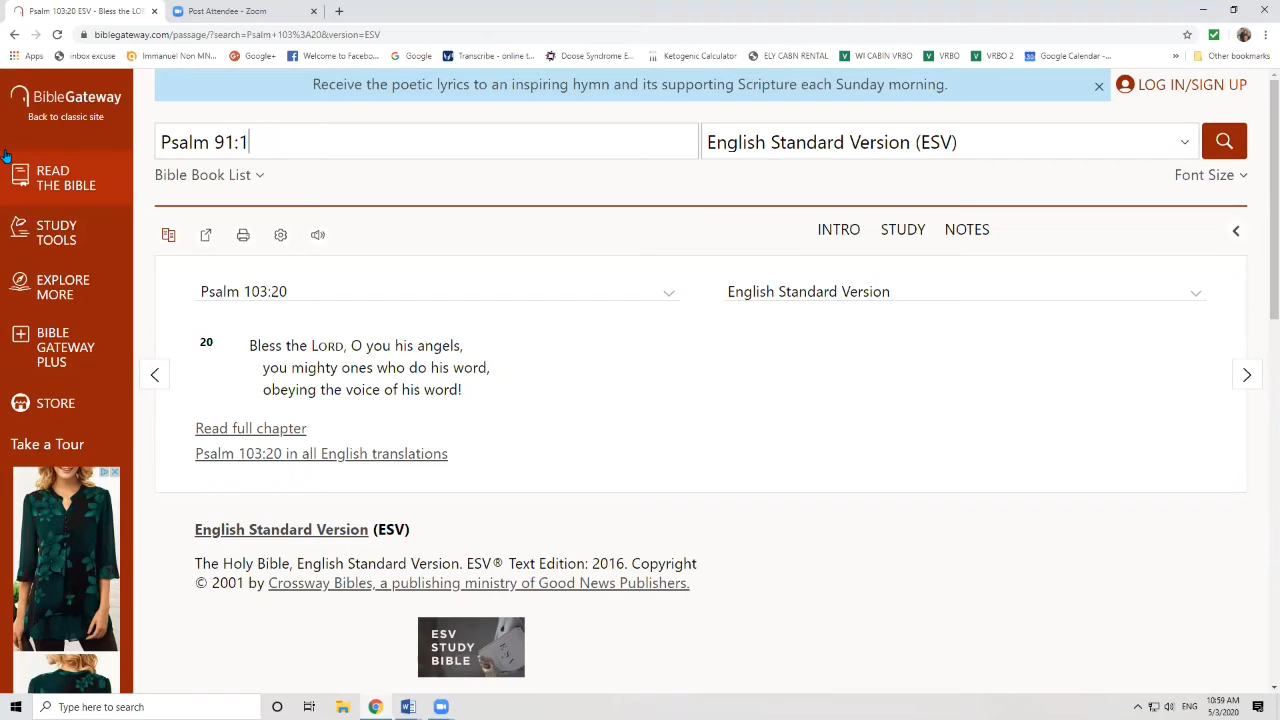 Psalm 103:20 ESV - Bless the LO
Post Attendee - Zoom
biblegateway.com/passage/?search=Psalm+103%3A20&version=ESV
Apps
inbox excuse
Immanuel Non MN...
Google+
Welcome to Facebo...
Google
Transcribe - online t...
Doose Syndrome E...
Ketogenic Calculator
ELY CABN RENTAL
WI CABIN VRBO
VRBO
VRBO 2
Google Calendar -...
»
Other bookmarks
Receive the poetic lyrics to an inspiring hymn and its supporting Scripture each Sunday morning.
LOG IN/SIGN UP
BibleGateway
Back to classic site
Psalm 91:1
English Standard Version (ESV)
READ
THE BIBLE
Bible Book List
Font Size
STUDY
TOOLS
INTRO
STUDY
NOTES
EXPLORE
MORE
Psalm 103:20
English Standard Version
BIBLE
GATEWAY
PLUS
20 Bless the LORD, O you his angels,
you mighty ones who do his word,
obeying the voice of his word!
STORE
Read full chapter
Take a Tour
Psalm 103:20 in all English translations
English Standard Version (ESV)
The Holy Bible, English Standard Version. ESV® Text Edition: 2016. Copyright
© 2001 by Crossway Bibles, a publishing ministry of Good News Publishers.
ESV
STUDY
BIBLE
Type here to search
ENG
10:59 AM
5/3/2020